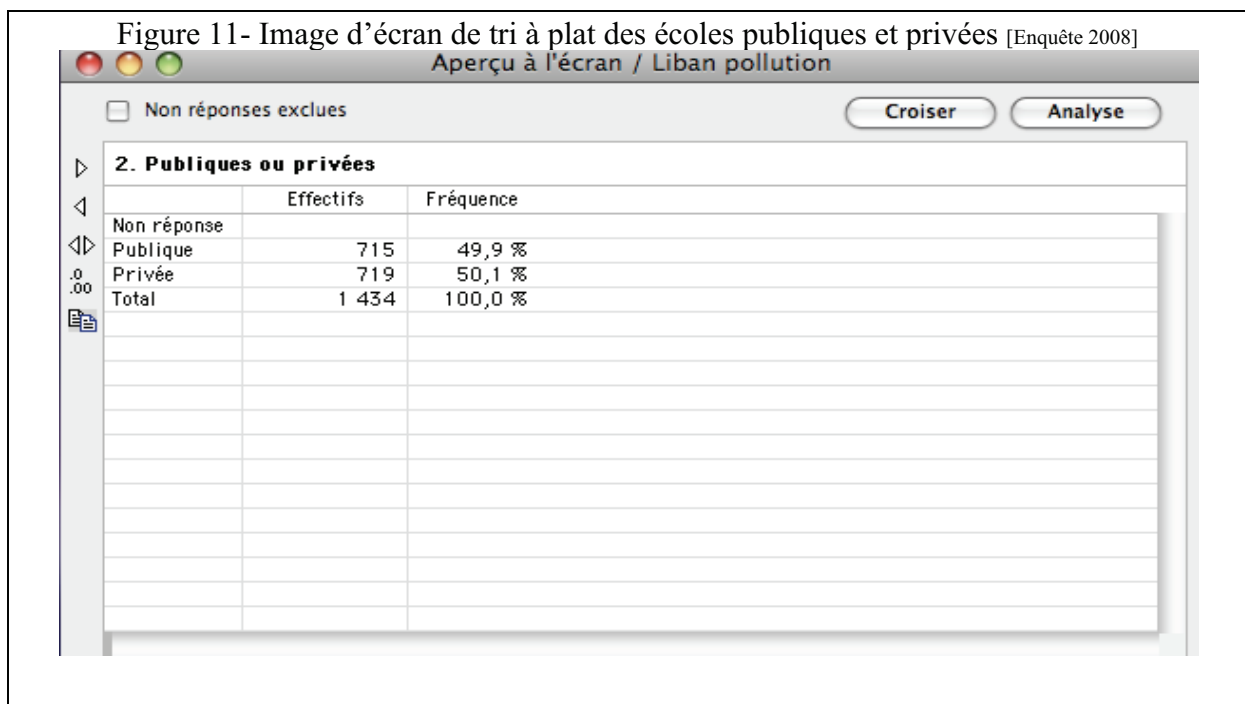 Figure 11- Image d’écran de tri à plat des écoles publiques et privées [Enquête 2008]
Aperçu à l'écran / Liban pollution
Non réponses exclues Croiser Analyse
2. Publiques ou privées
Effectifs Fréquence
Non réponse
Publique 715 49,9 %
Privée 719 50,1 %
Total 1 434 100,0 %
.0
.00